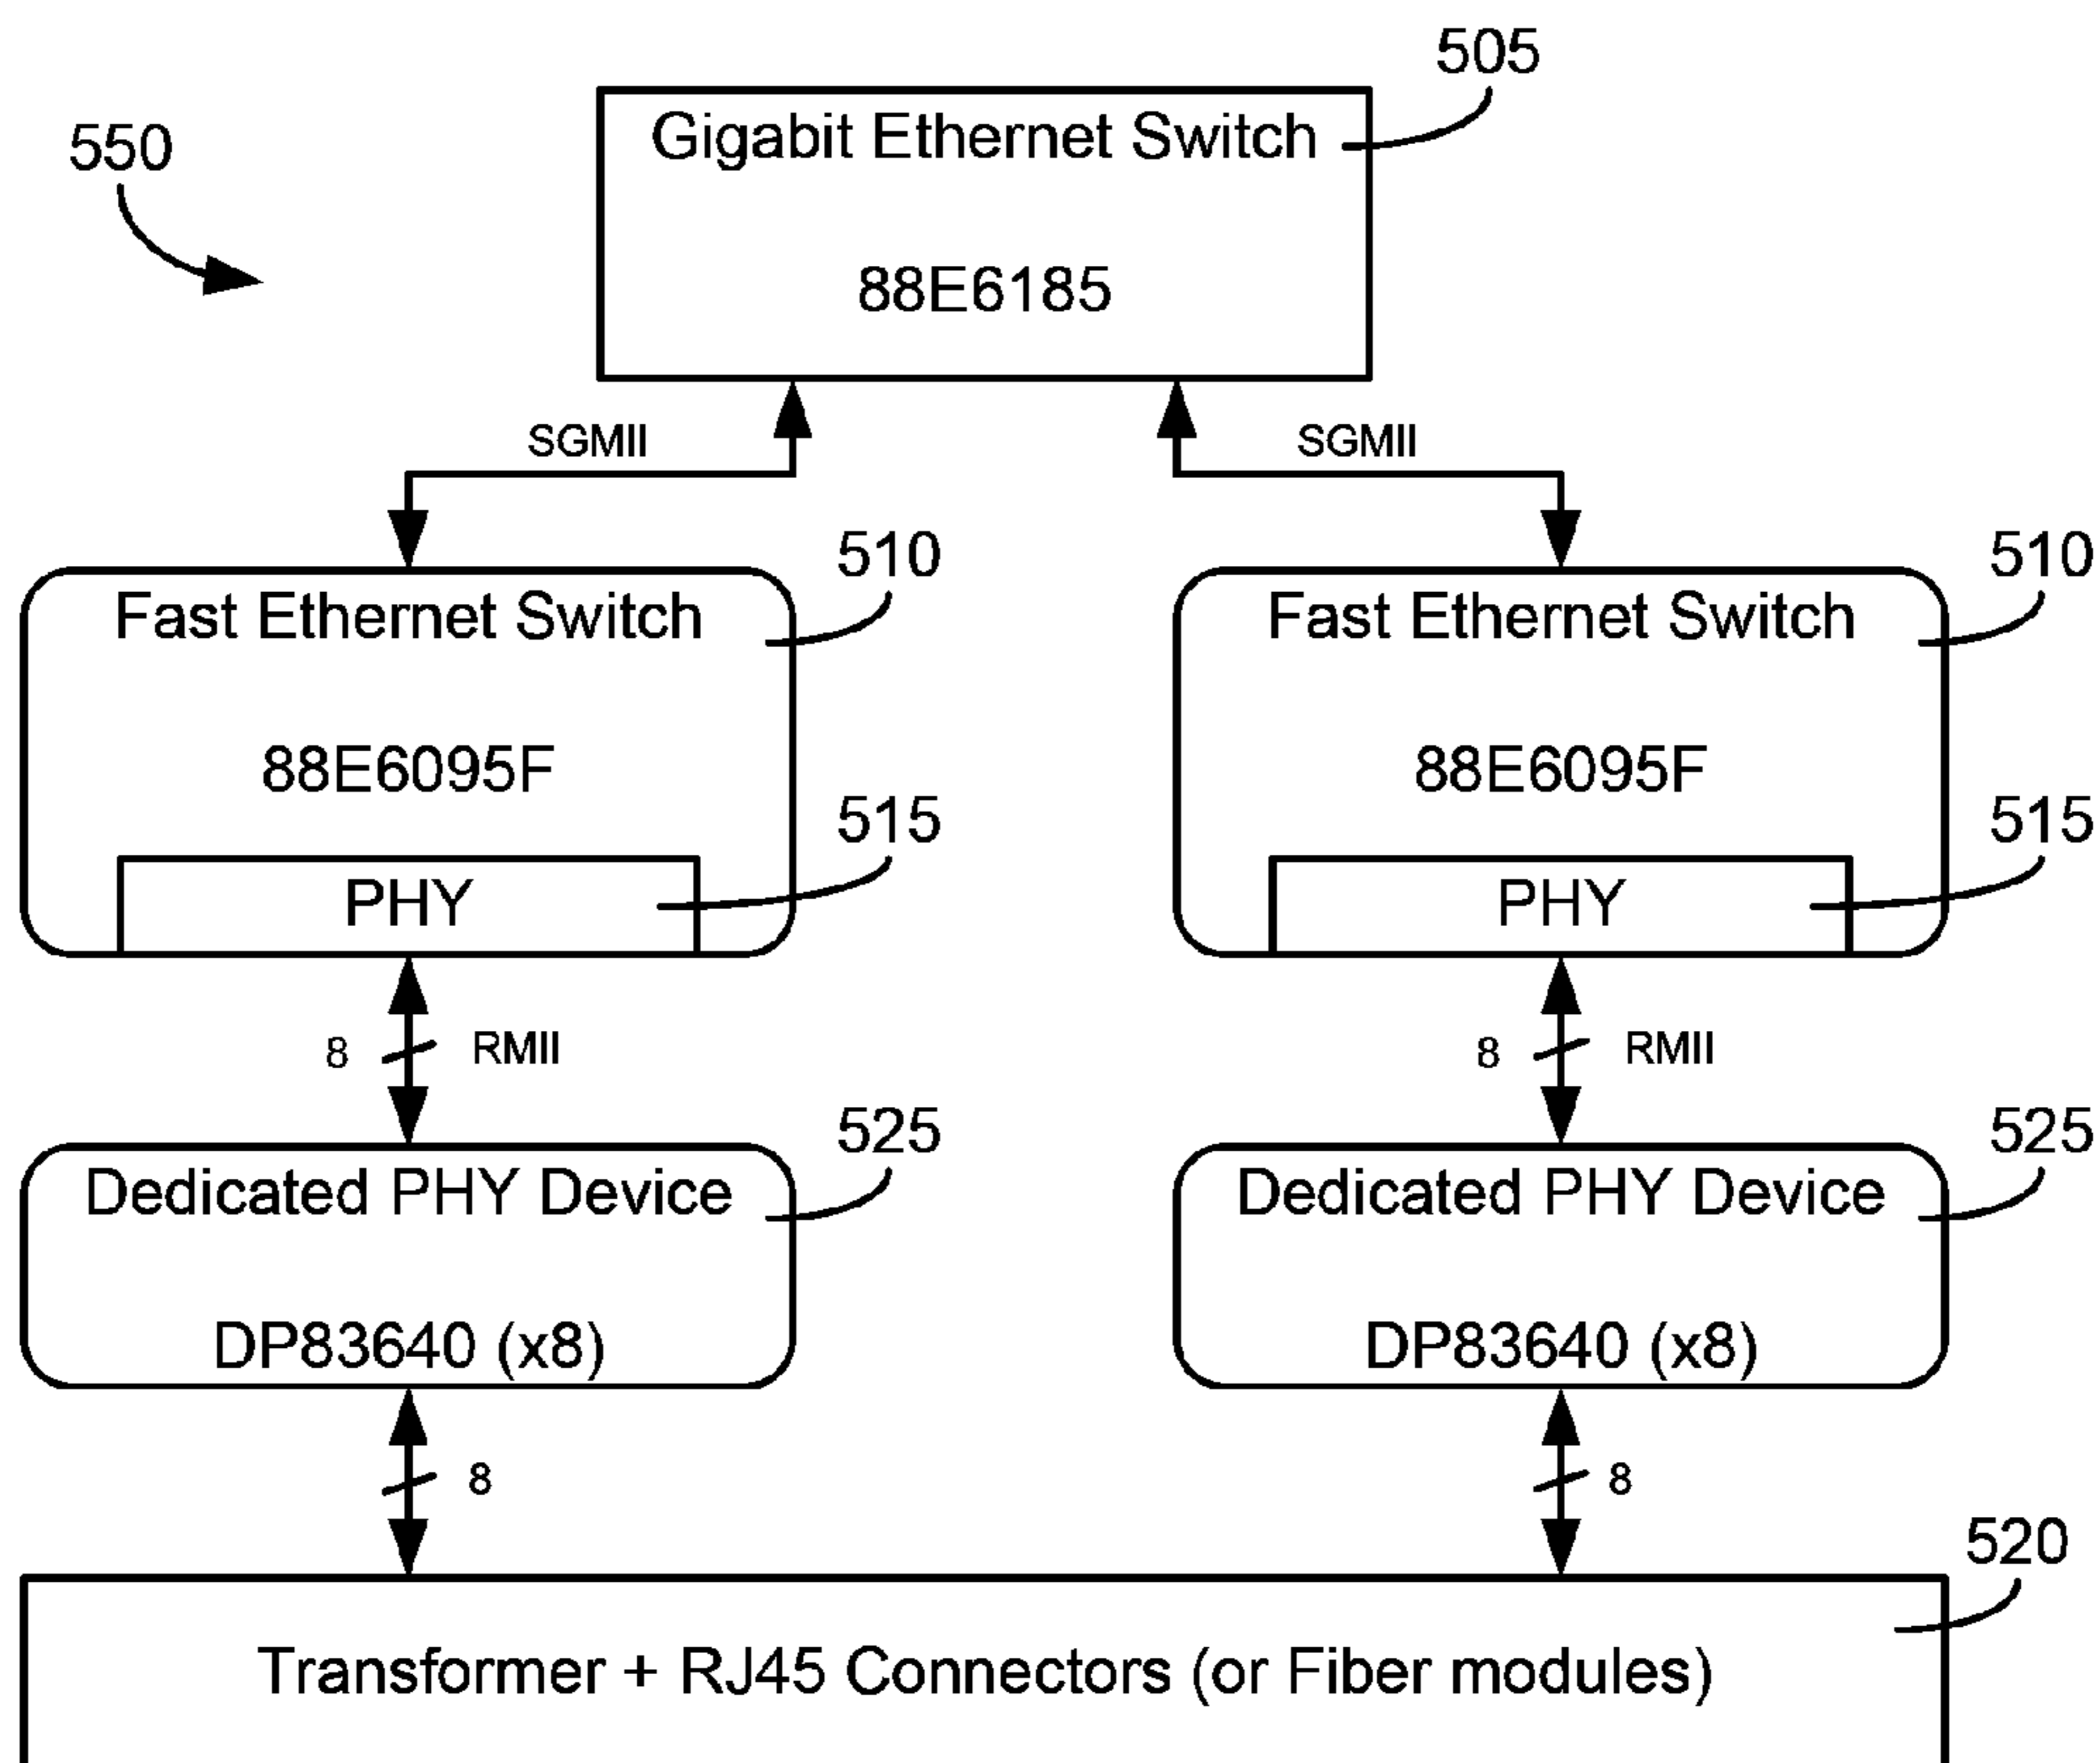 505
550
Gigabit Ethernet Switch
88E6185
SGMII SGMII
510 510
Fast Ethernet Switch Fast Ethernet Switch
88E6095F 88E6095F
515 515
PHY PHY
8 RMII 8 RMII
525 525
Dedicated PHY Device Dedicated PHY Device
DP83640 (x8) DP83640 (x8)
8 8
520
Transformer + RJ45 Connectors (or Fiber modules)